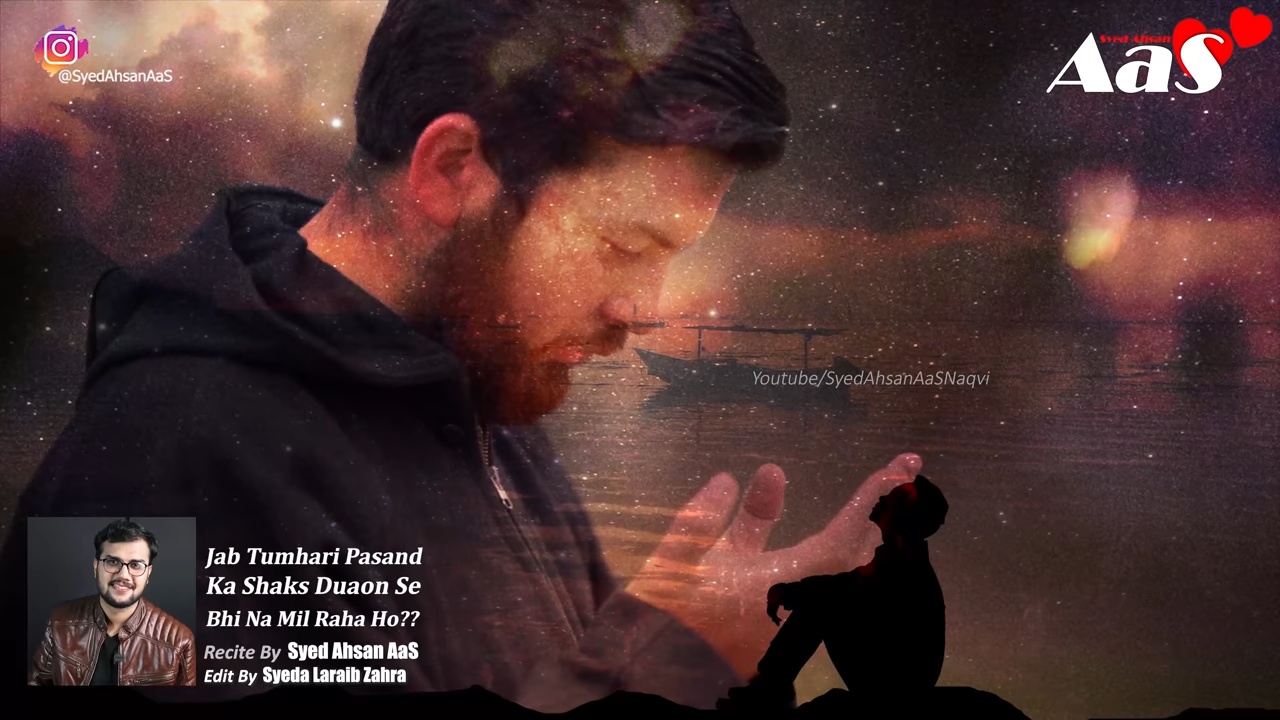 @SyedAhsanAaS
Syed Ahsan
AaS
Youtube/SyedAhsanAaSNaqvi
Jab Tumhari Pasand
Ka Shaks Duaon Se
Bhi Na Mil Raha Ho??
Recite By Syed Ahsan AaS
Edit By Syeda Laraib Zahra